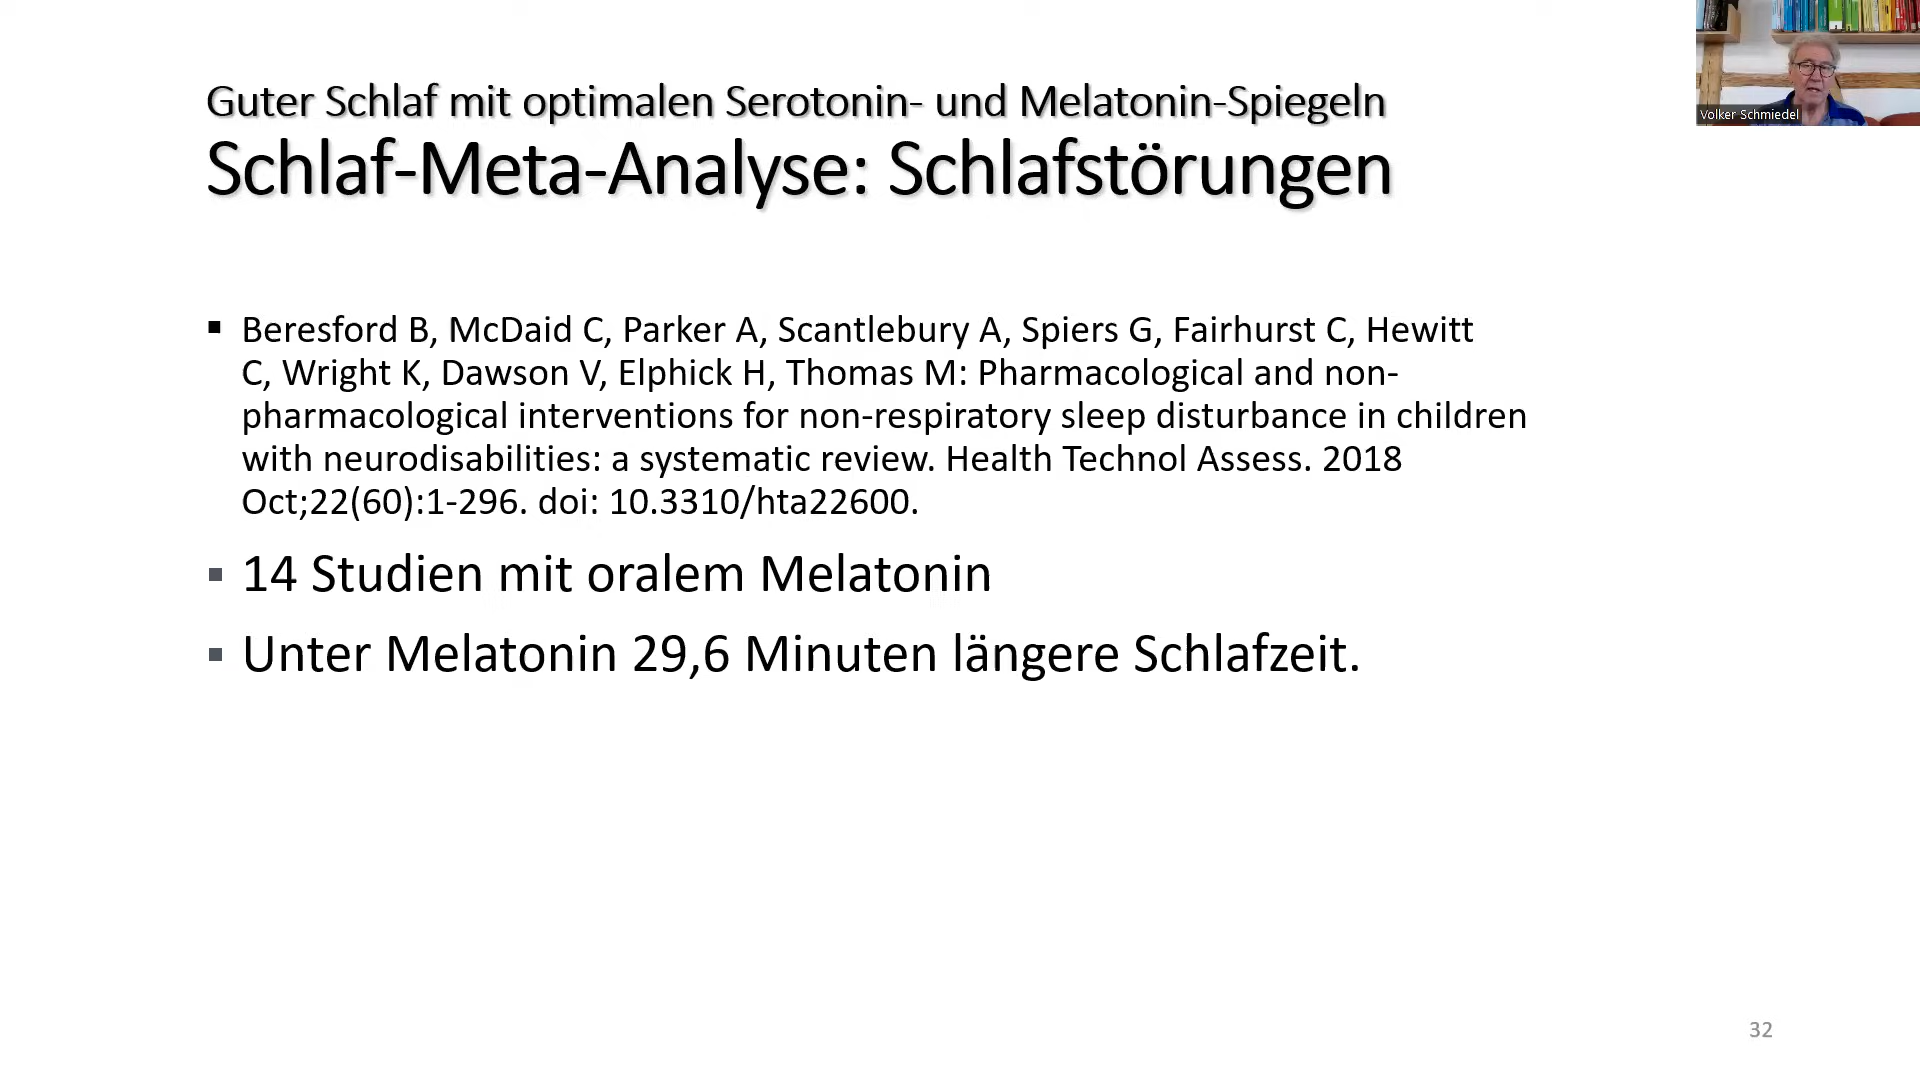 Guter Schlaf mit optimalen Serotonin- und Melatonin-Spiegeln
Schlaf-Meta-Analyse: Schlafstörungen
Volker Schmiedel
▪ Beresford B, McDaid C, Parker A, Scantlebury A, Spiers G, Fairhurst C, Hewitt
C, Wright K, Dawson V, Elphick H, Thomas M: Pharmacological and non-
pharmacological interventions for non-respiratory sleep disturbance in children
with neurodisabilities: a systematic review. Health Technol Assess. 2018
Oct;22(60):1-296. doi: 10.3310/hta22600.
▪ 14 Studien mit oralem Melatonin
▪ Unter Melatonin 29,6 Minuten längere Schlafzeit.
32